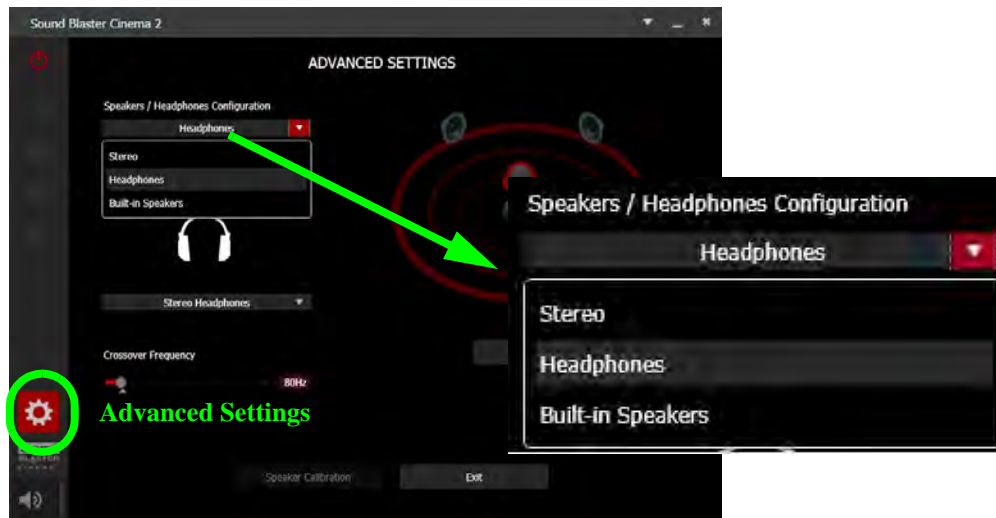 Sound Blaster Cinema 2
ADVANCED SETTINGS
Speakers / Headphones Configuration
Headphones
Stereo
Headphones
Built-in Speakers
Stereo Headphones
Crossover Frequency
80Hz
Advanced Settings
Speaker Calibration
Exit
Speakers / Headphones Configuration
Headphones
Stereo
Headphones
Built-in Speakers